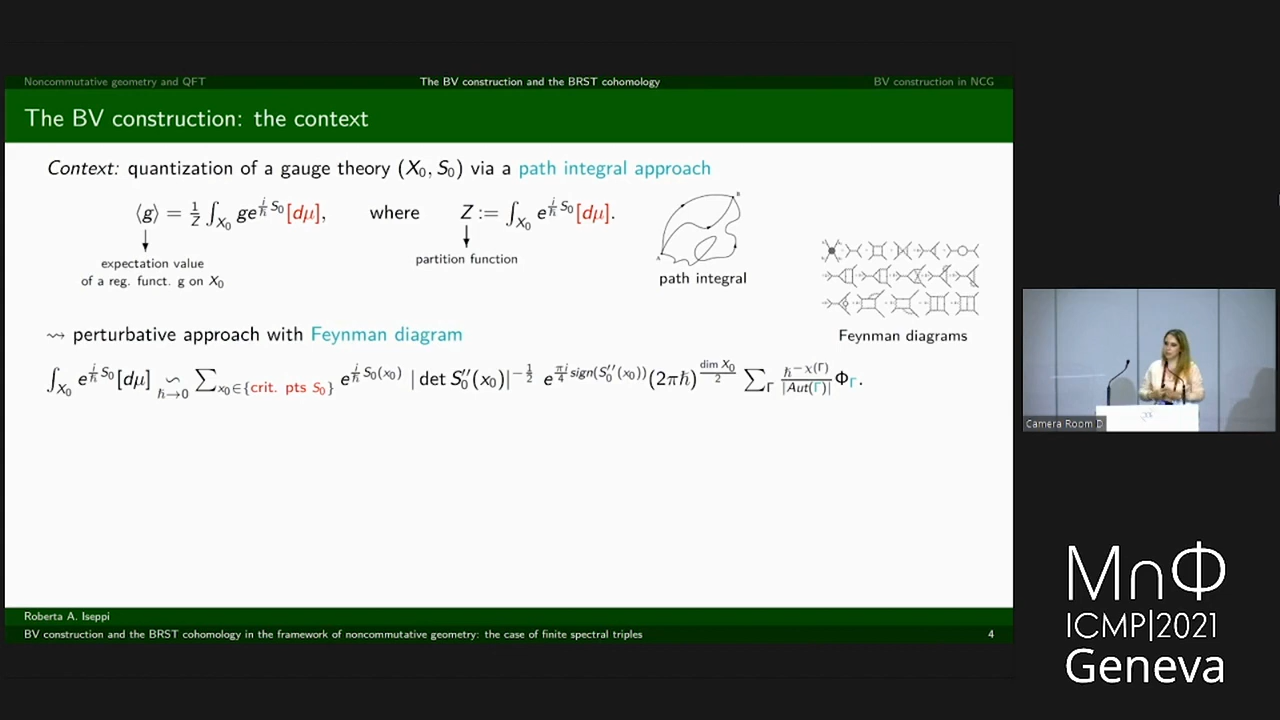 Noncommutative geometry and QFT The BV construction and the BRST cohomology BV construction in NCG
The BV construction: the context
Context: quantization of a gauge theory (X₀, S₀) via a path integral approach
⟨g⟩ = 1/Z ∫_{X₀} g e^{i/ħ S₀} [dμ], where Z := ∫_{X₀} e^{i/ħ S₀} [dμ].
expectation value
of a reg. funct. g on X₀
partition function
A
B
path integral
Feynman diagrams
⇝ perturbative approach with Feynman diagram
∫_{X₀} e^{i/ħ S₀} [dμ] ∼_{ħ→0} ∑_{x₀∈{crit. pts S₀}} e^{i/ħ S₀(x₀)} |det S₀′′(x₀)|^{-1/2} e^{πi/4 sign(S₀′′(x₀))} (2πħ)^{dim X₀/2} ∑_Γ ħ^{-χ(Γ)}/|Aut(Γ)| Φ_Γ.
Roberta A. Iseppi
BV construction and the BRST cohomology in the framework of noncommutative geometry: the case of finite spectral triples 4
Camera Room D
M∩Φ
ICMP|2021
Geneva